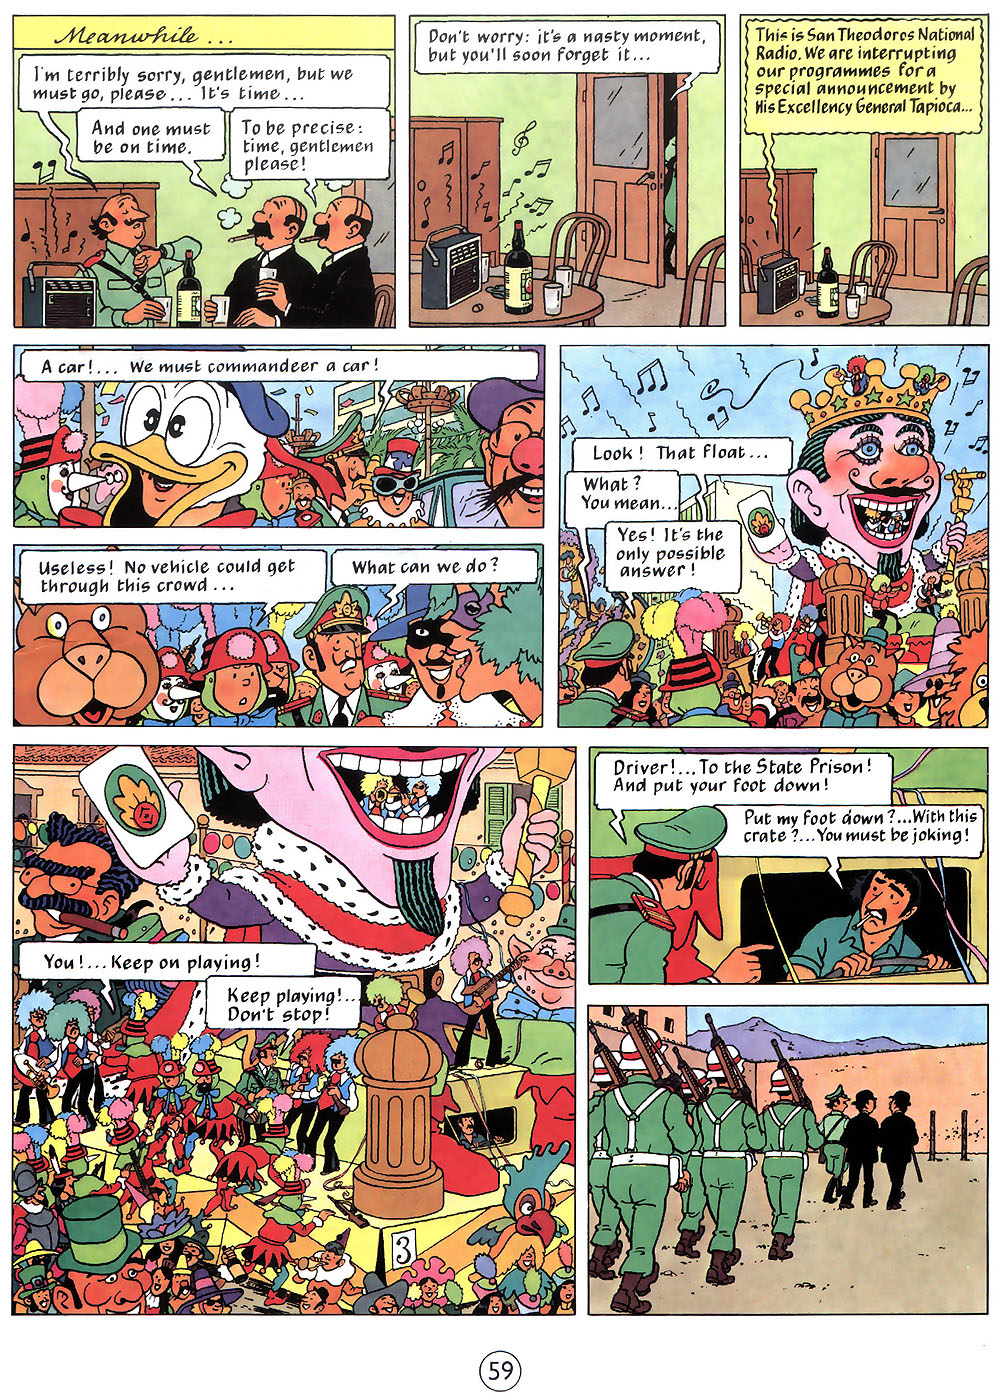 Meanwhile ...
I'm terribly sorry, gentlemen, but we
must go, please... It's time ...
And one must
be on time.
To be precise:
time, gentlemen
please!
Don't worry: it's a nasty moment,
but you'll soon forget it...
This is San Theodoros National
Radio. We are interrupting
our programmes for a
special announcement by
His Excellency General Tapioca...
A car!... We must commandeer a car!
Look! That float...
What?
You mean...
Yes! It's the
only possible
answer!
Useless! No vehicle could get
through this crowd ...
What can we do?
You!... Keep on playing!
Keep playing!...
Don't stop!
3
Driver!... To the State Prison!
And put your foot down!
Put my foot down?...With this
crate?...You must be joking!
59